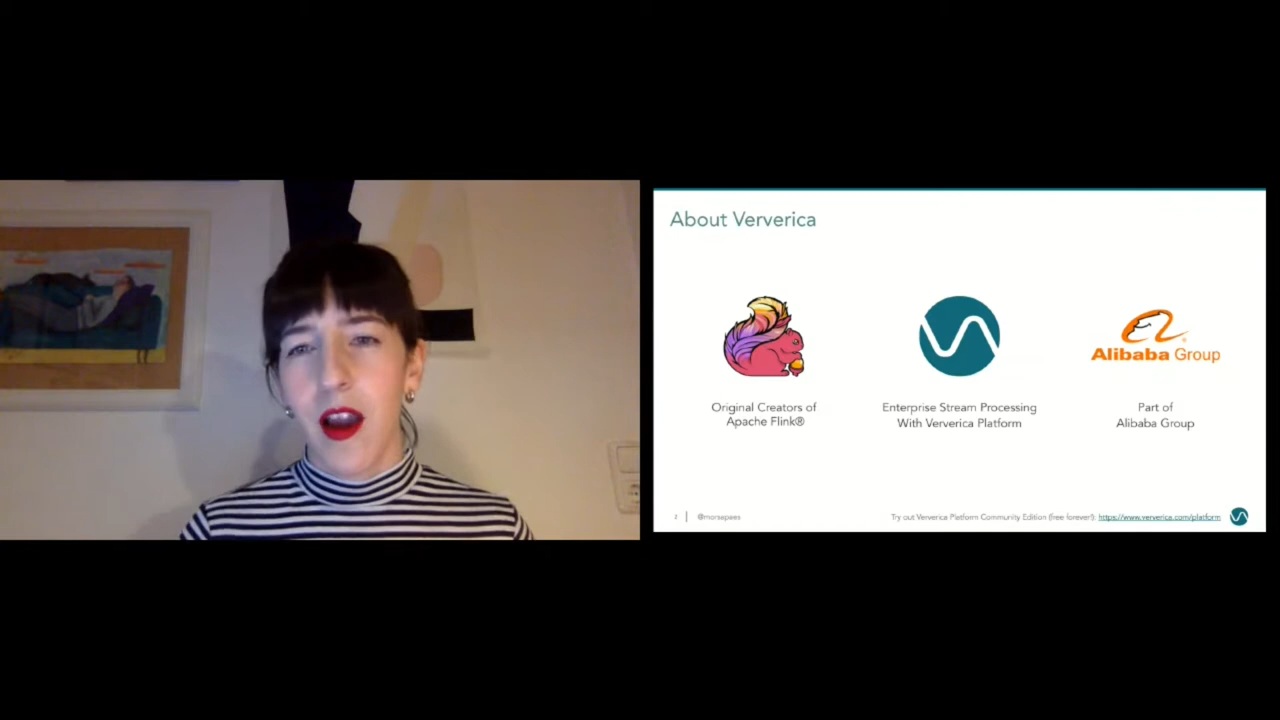 About Ververica
Alibaba Group
Original Creators of
Apache Flink®
Enterprise Stream Processing
With Ververica Platform
Part of
Alibaba Group
2 | @morsapaes
Try out Ververica Platform Community Edition (free forever!): https://www.ververica.com/platform